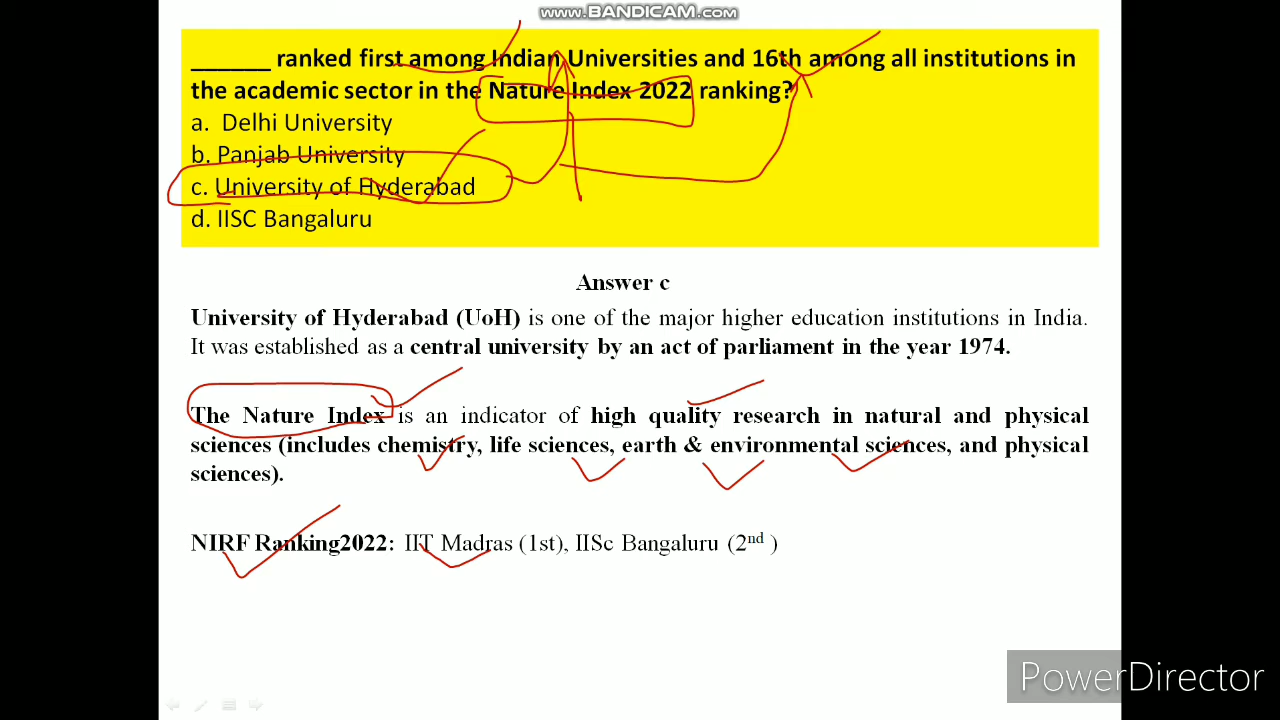 www.BANDICAM.com
______ ranked first among Indian Universities and 16th among all institutions in
the academic sector in the Nature Index 2022 ranking?
a. Delhi University
b. Panjab University
c. University of Hyderabad
d. IISC Bangaluru
Answer c
University of Hyderabad (UoH) is one of the major higher education institutions in India.
It was established as a central university by an act of parliament in the year 1974.
The Nature Index is an indicator of high quality research in natural and physical
sciences (includes chemistry, life sciences, earth & environmental sciences, and physical
sciences).
NIRF Ranking2022: IIT Madras (1st), IISc Bangaluru (2nd )
PowerDirector